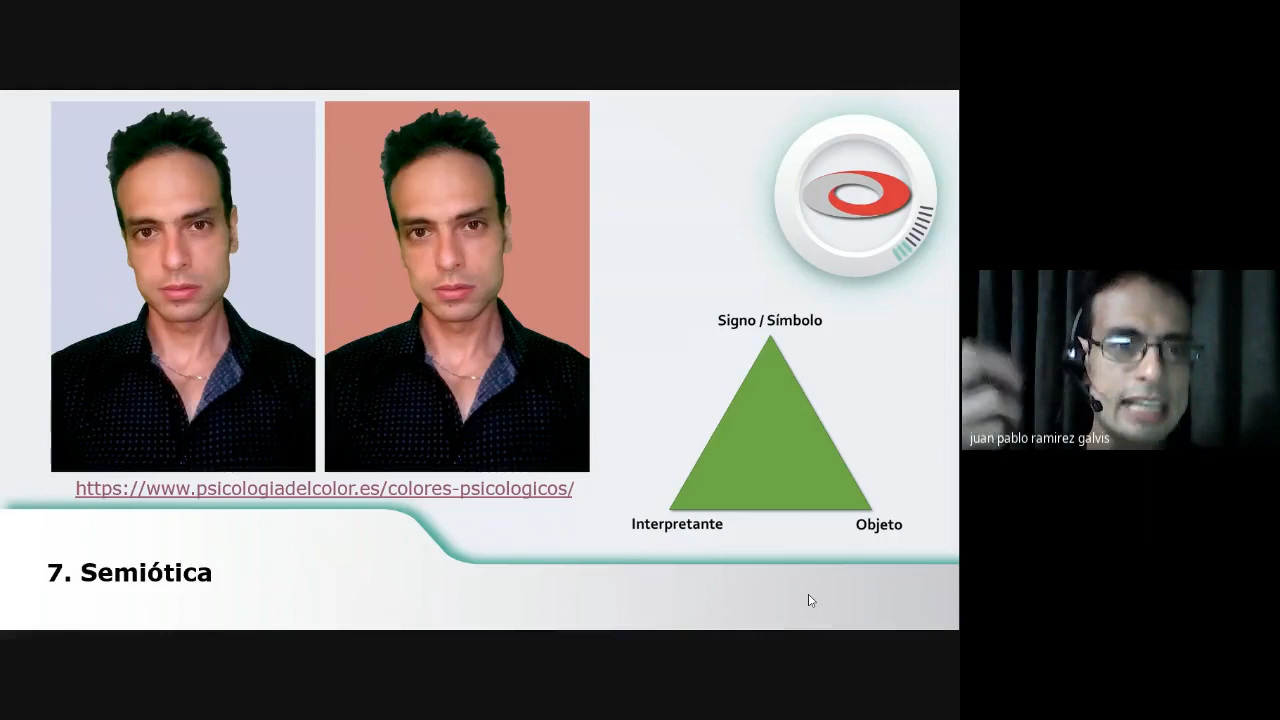 Signo / Símbolo
https://www.psicologiadelcolor.es/colores-psicologicos/
Interpretante
Objeto
7. Semiótica
juan pablo ramirez galvis